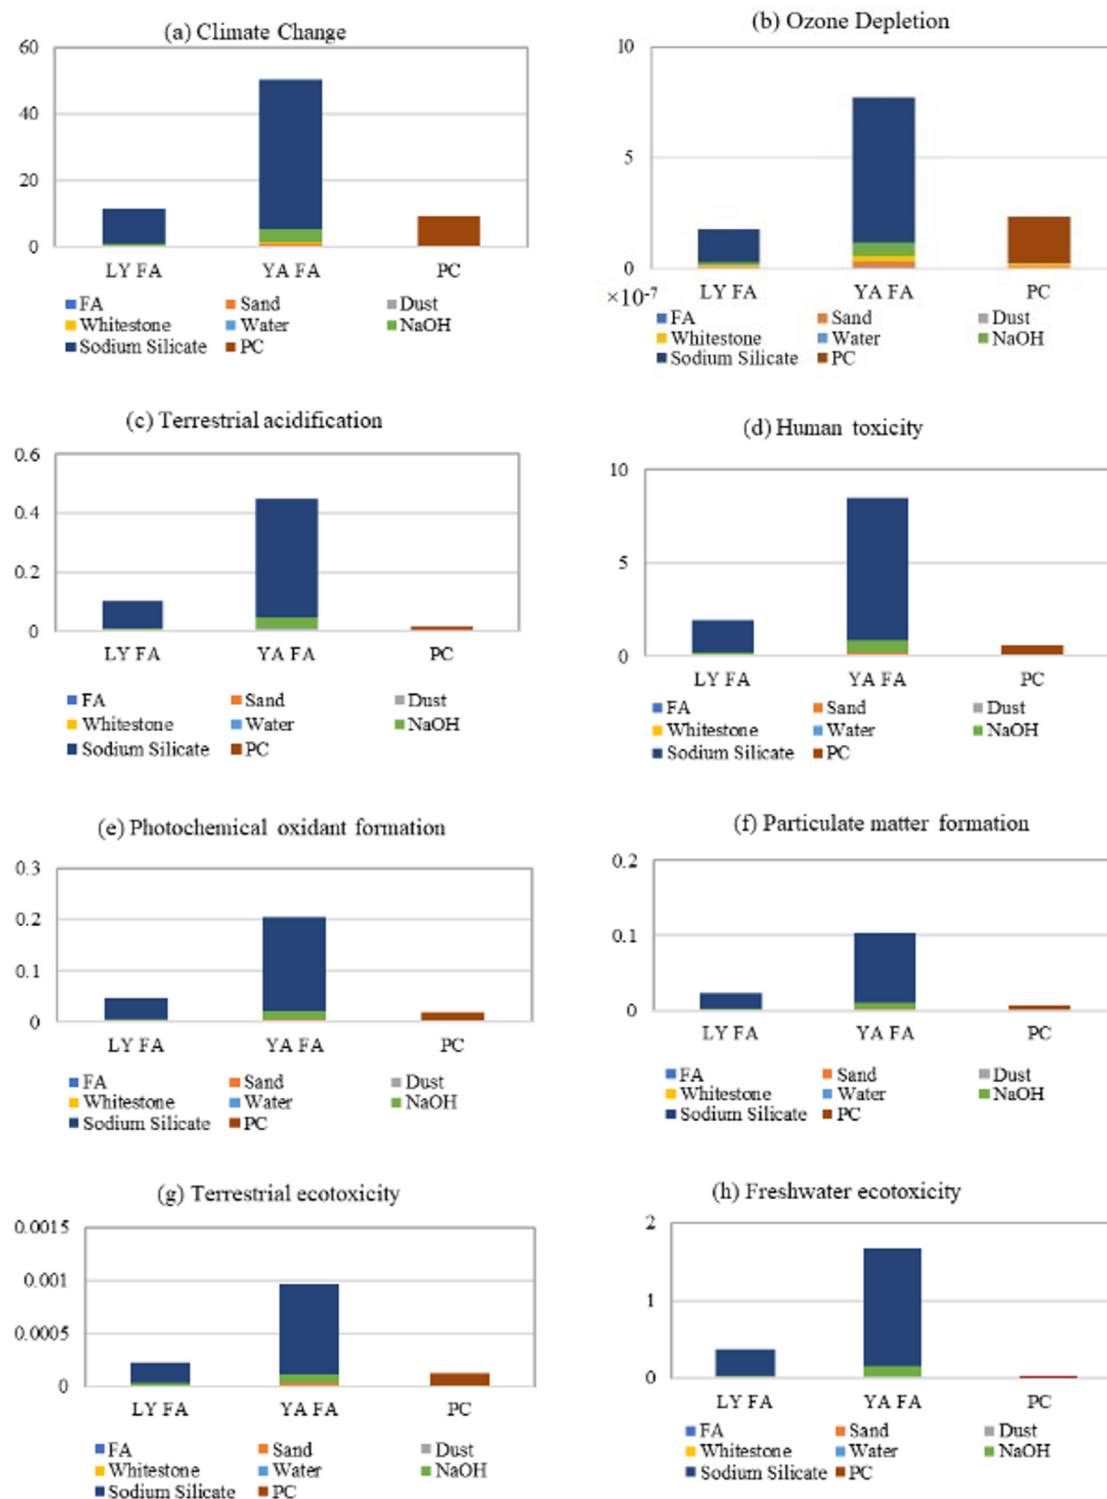 (a) Climate Change
60
40
20
0
LY FA YA FA PC
FA Sand Dust
Whitestone Water NaOH
Sodium Silicate PC
(b) Ozone Depletion
10
5
0
×10-7
LY FA YA FA PC
FA Sand Dust
Whitestone Water NaOH
Sodium Silicate PC
(c) Terrestrial acidification
0.6
0.4
0.2
0
LY FA YA FA PC
FA Sand Dust
Whitestone Water NaOH
Sodium Silicate PC
(d) Human toxicity
10
5
0
LY FA YA FA PC
FA Sand Dust
Whitestone Water NaOH
Sodium Silicate PC
(e) Photochemical oxidant formation
0.3
0.2
0.1
0
LY FA YA FA PC
FA Sand Dust
Whitestone Water NaOH
Sodium Silicate PC
(f) Particulate matter formation
0.2
0.1
0
LY FA YA FA PC
FA Sand Dust
Whitestone Water NaOH
Sodium Silicate PC
(g) Terrestrial ecotoxicity
0.0015
0.001
0.0005
0
LY FA YA FA PC
FA Sand Dust
Whitestone Water NaOH
Sodium Silicate PC
(h) Freshwater ecotoxicity
2
1
0
LY FA YA FA PC
FA Sand Dust
Whitestone Water NaOH
Sodium Silicate PC